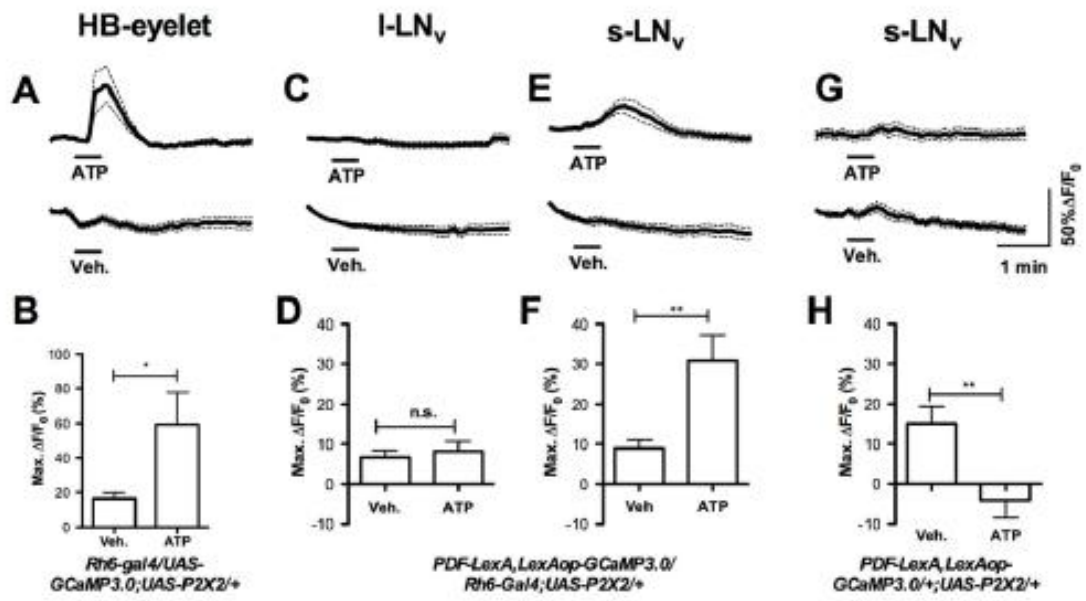 HB-eyelet
l-LNv
s-LNv
s-LNv
A
C
E
G
ATP
ATP
ATP
ATP
Veh.
Veh.
Veh.
Veh.
50%ΔF/F0
1 min
B
D
F
H
Max. ΔF/F0 (%)
100
80
60
40
20
0
*
Veh.
ATP
Max. ΔF/F0 (%)
40
30
20
10
0
-10
n.s.
Veh.
ATP
Max. ΔF/F0 (%)
40
30
20
10
0
-10
**
Veh
ATP
Max. ΔF/F0 (%)
40
30
20
10
0
-10
**
Veh.
ATP
Rh6-gal4/UAS-
GCaMP3.0;UAS-P2X2/+
PDF-LexA,LexAop-GCaMP3.0/
Rh6-Gal4;UAS-P2X2/+
PDF-LexA,LexAop-
GCaMP3.0/+;UAS-P2X2/+